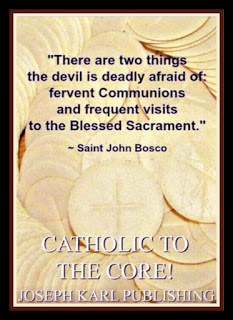 "There are two things
the devil is deadly afraid of:
fervent Communions
and frequent visits
to the Blessed Sacrament."
~ Saint John Bosco
CATHOLIC TO
THE CORE!
JOSEPH KARL PUBLISHING